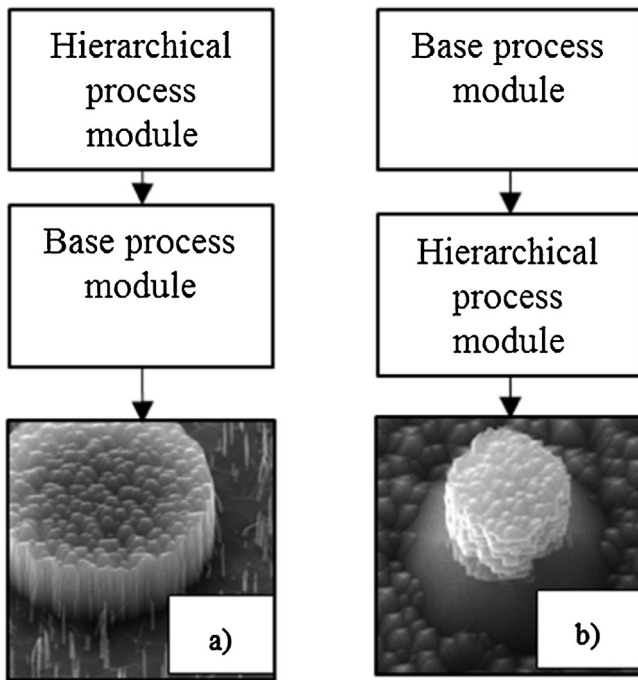 Hierarchical
process
module
Base process
module
a)
Base process
module
Hierarchical
process
module
b)